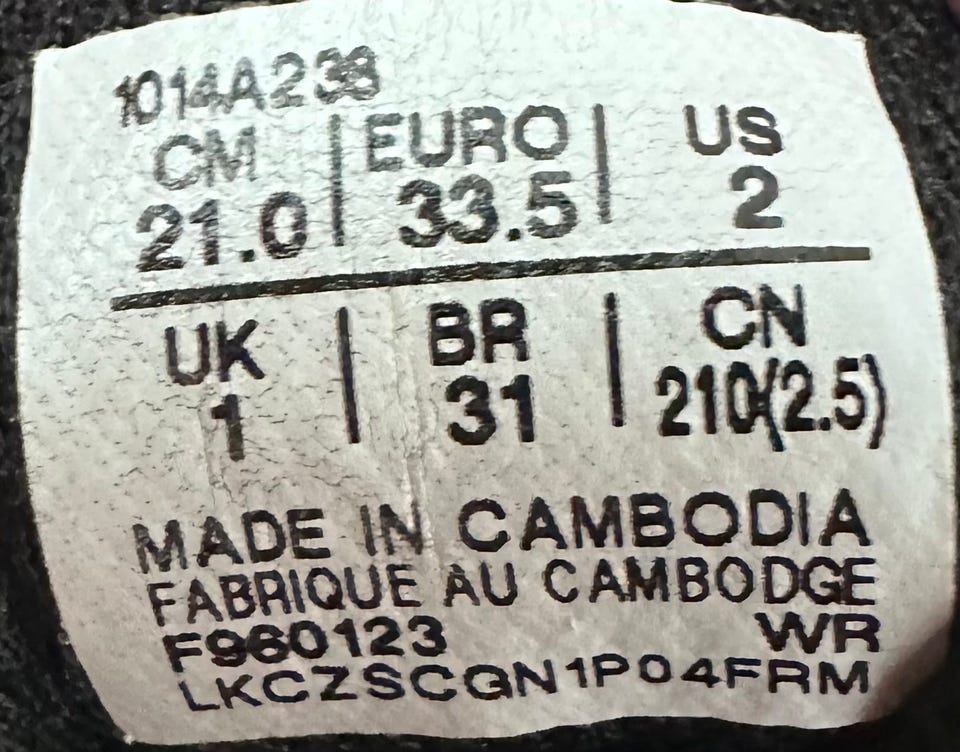 1014A238
CM | EURO | US
21.0 | 33.5 | 2
UK | BR | CN
1 | 31 | 210(2.5)
MADE IN CAMBODIA
FABRIQUE AU CAMBODGE
F960123 WR
LKCZSCGN1P04FRM